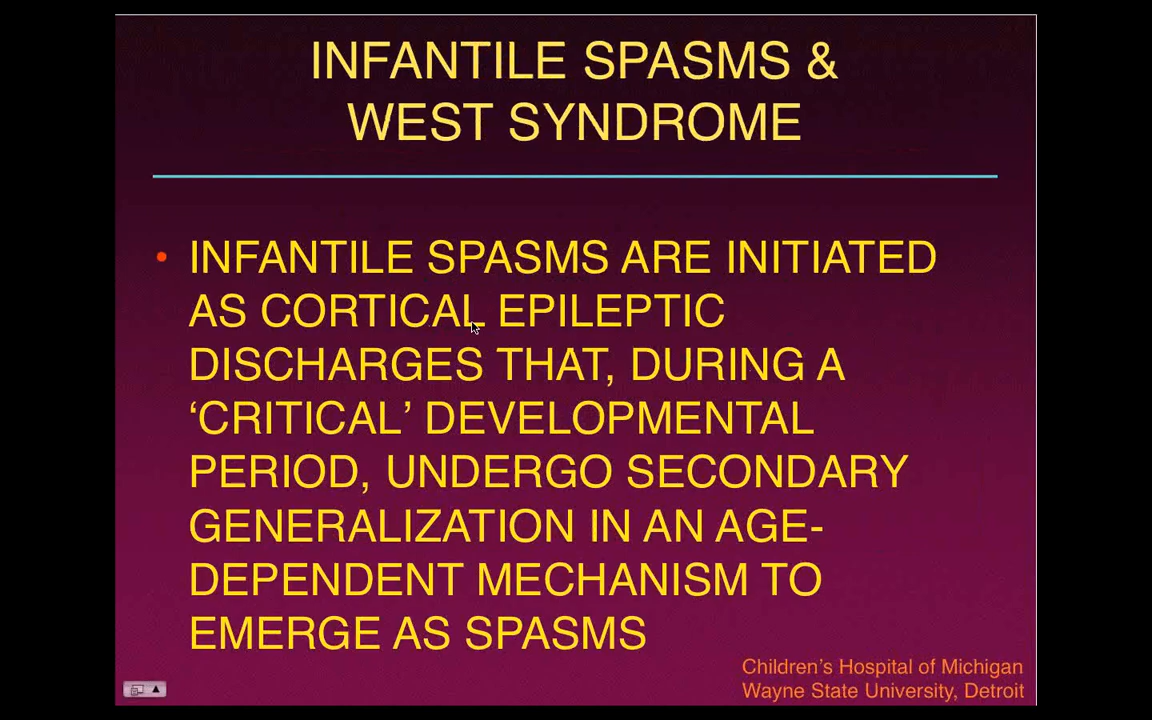 INFANTILE SPASMS &
WEST SYNDROME
• INFANTILE SPASMS ARE INITIATED
AS CORTICAL EPILEPTIC
DISCHARGES THAT, DURING A
‘CRITICAL’ DEVELOPMENTAL
PERIOD, UNDERGO SECONDARY
GENERALIZATION IN AN AGE-
DEPENDENT MECHANISM TO
EMERGE AS SPASMS
Children’s Hospital of Michigan
Wayne State University, Detroit